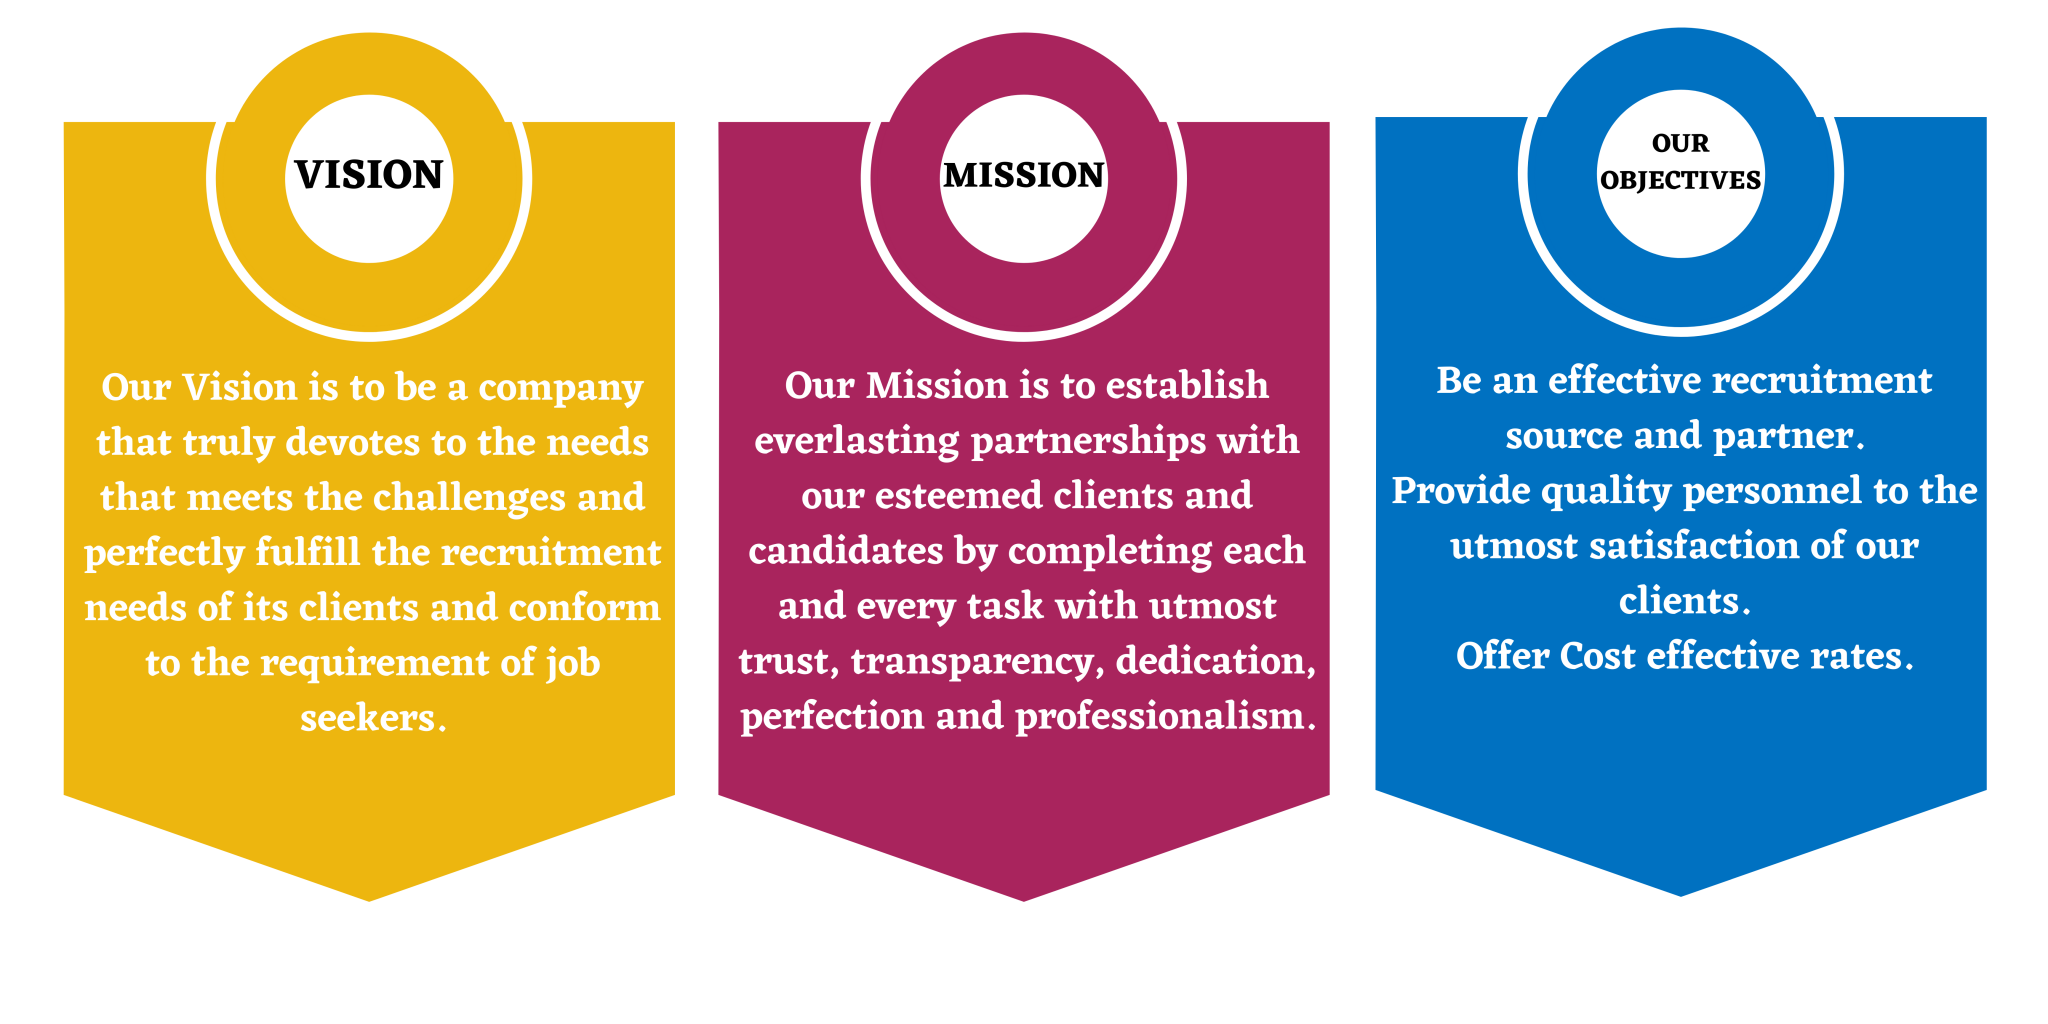 VISION
Our Vision is to be a company
that truly devotes to the needs
that meets the challenges and
perfectly fulfill the recruitment
needs of its clients and conform
to the requirement of job
seekers.
MISSION
Our Mission is to establish
everlasting partnerships with
our esteemed clients and
candidates by completing each
and every task with utmost
trust, transparency, dedication,
perfection and professionalism.
OUR
OBJECTIVES
Be an effective recruitment
source and partner.
Provide quality personnel to the
utmost satisfaction of our
clients.
Offer Cost effective rates.